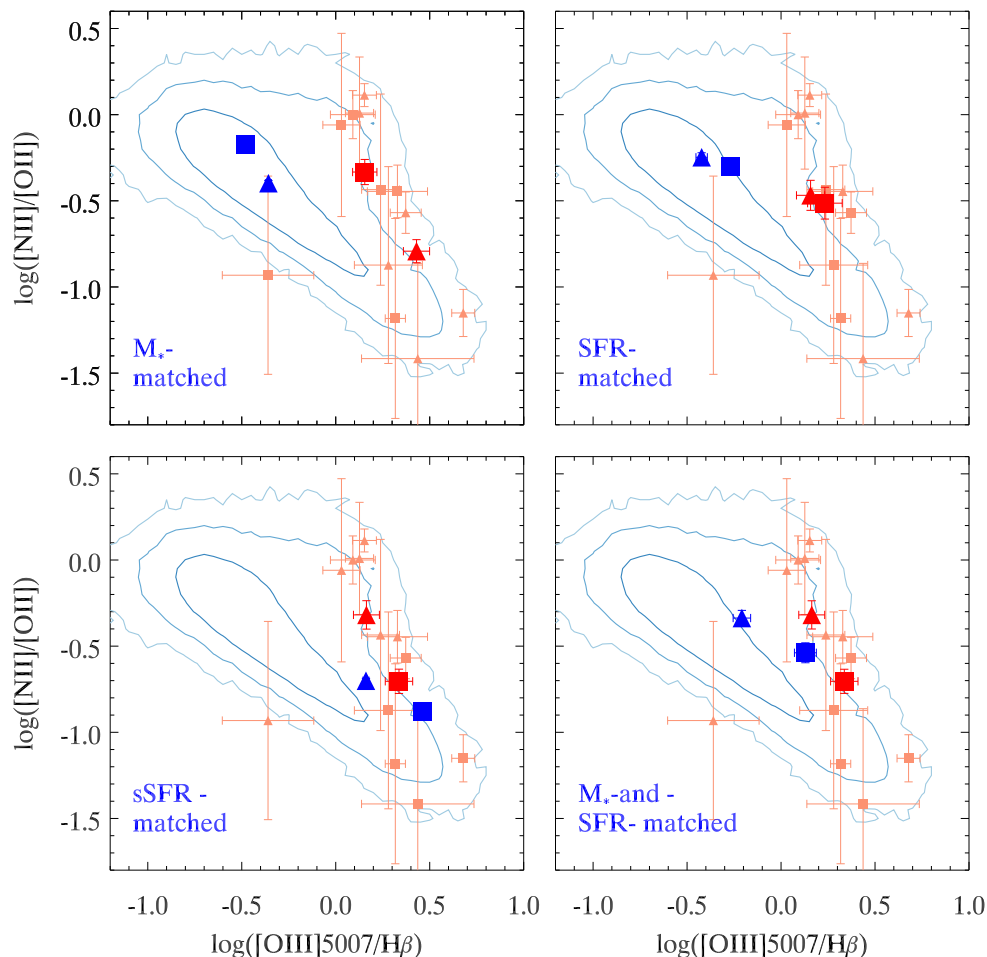 0.5
0.0
-0.5
-1.0
-1.5
log([NII]/[OII])
M*-
matched
SFR-
matched
0.5
0.0
-0.5
-1.0
-1.5
log([NII]/[OII])
sSFR -
matched
M*-and -
SFR- matched
-1.0 -0.5 0.0 0.5 1.0
-1.0 -0.5 0.0 0.5 1.0
log([OIII]5007/Hβ)
log([OIII]5007/Hβ)